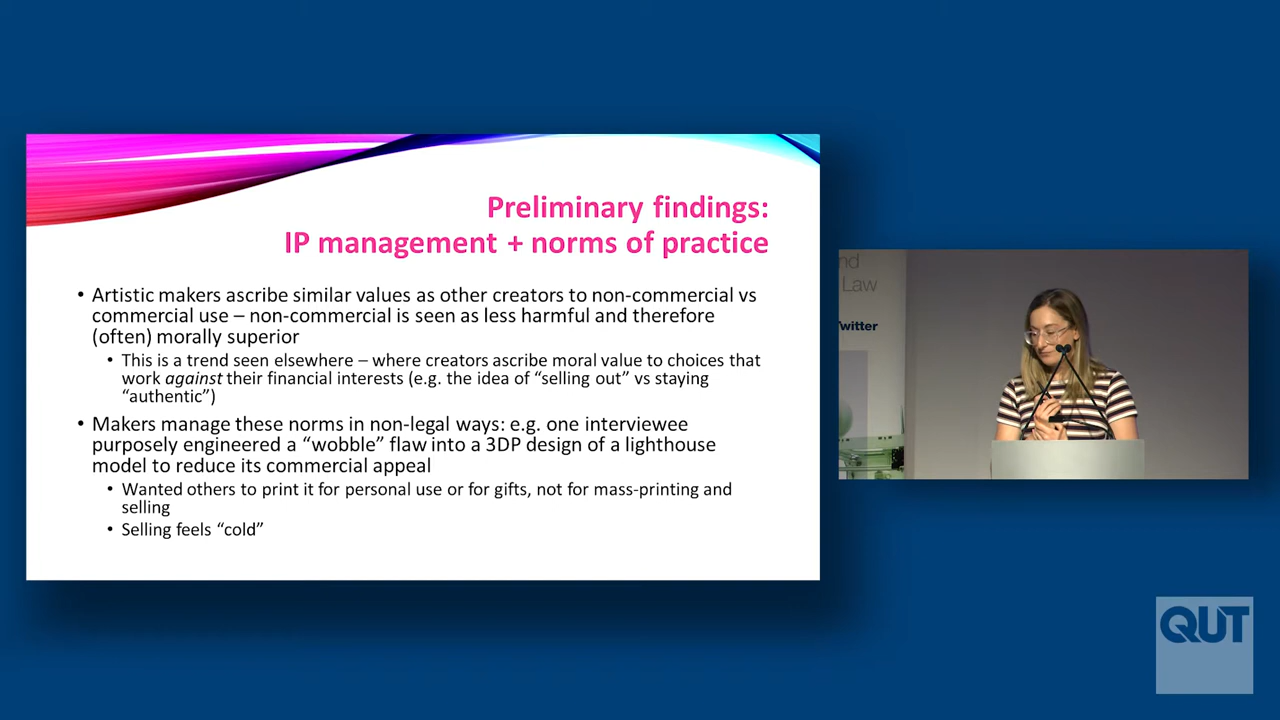 Preliminary findings:
IP management + norms of practice
• Artistic makers ascribe similar values as other creators to non-commercial vs
commercial use – non-commercial is seen as less harmful and therefore
(often) morally superior
• This is a trend seen elsewhere – where creators ascribe moral value to choices that
work against their financial interests (e.g. the idea of “selling out” vs staying
“authentic”)
• Makers manage these norms in non-legal ways: e.g. one interviewee
purposely engineered a “wobble” flaw into a 3DP design of a lighthouse
model to reduce its commercial appeal
• Wanted others to print it for personal use or for gifts, not for mass-printing and
selling
• Selling feels “cold”
nd
Law
Twitter
QUT